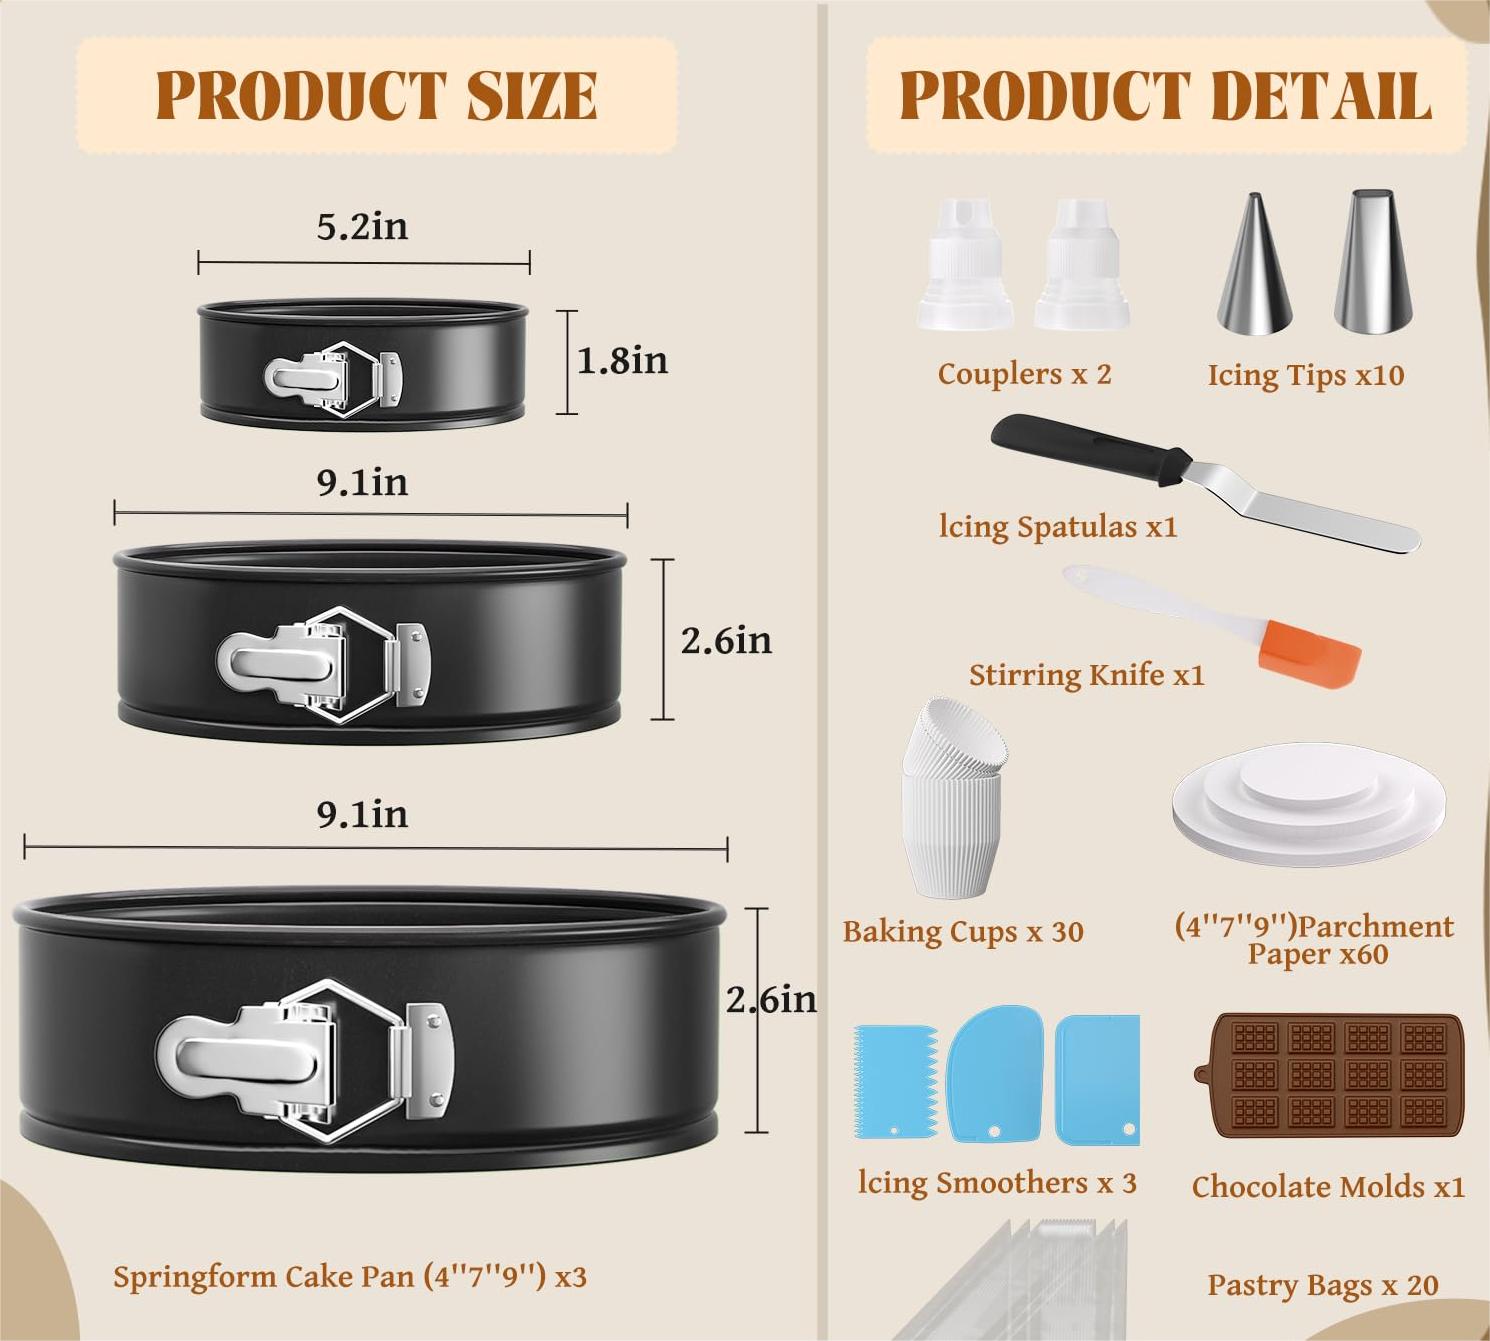 PRODUCT SIZE
5.2in
1.8in
9.1in
2.6in
9.1in
2.6in
Springform Cake Pan (4''7''9'') x3
PRODUCT DETAIL
Couplers x 2
Icing Tips x10
lcing Spatulas x1
Stirring Knife x1
Baking Cups x 30
(4''7''9'')Parchment
Paper x60
lcing Smoothers x 3
Chocolate Molds x1
Pastry Bags x 20